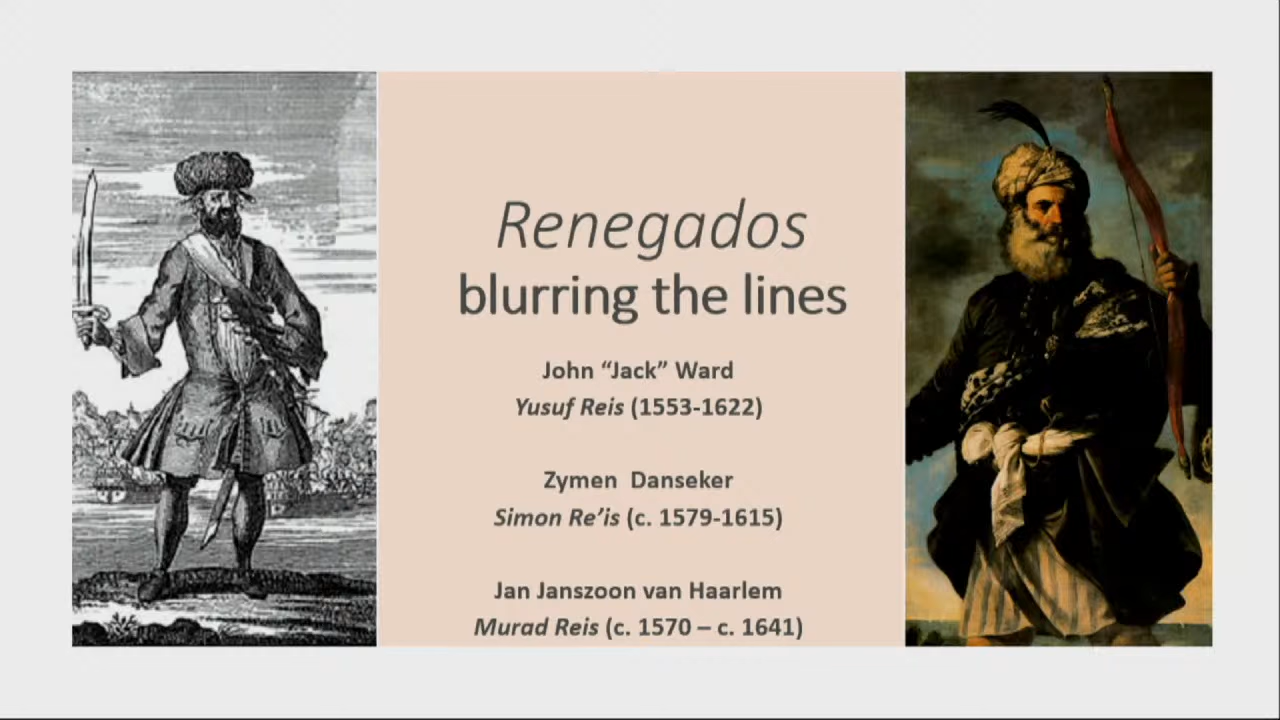 Renegados
blurring the lines
John “Jack” Ward
Yusuf Reis (1553-1622)
Zymen Danseker
Simon Re’is (c. 1579-1615)
Jan Janszoon van Haarlem
Murad Reis (c. 1570 – c. 1641)